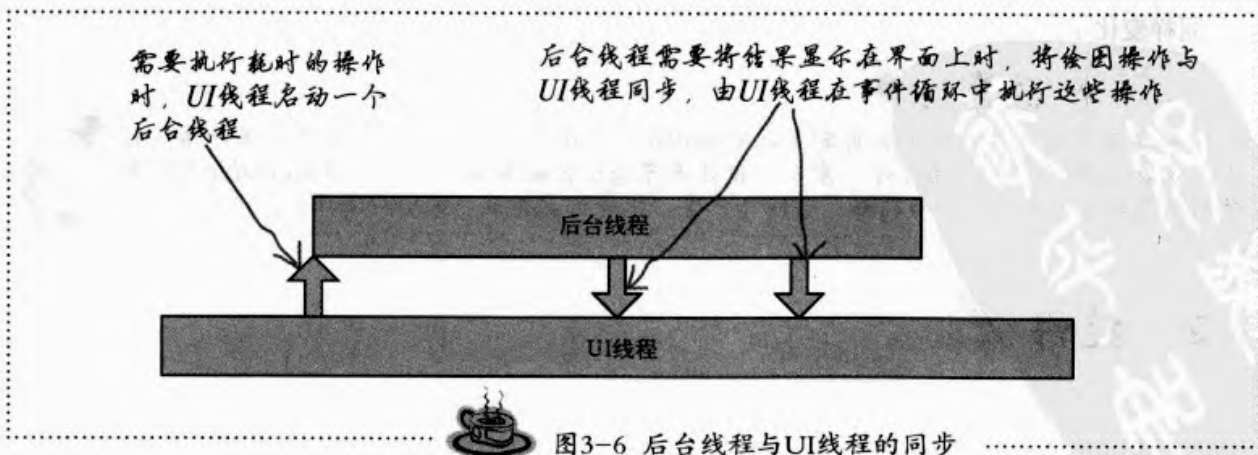 需要执行耗时的操作
时，UI线程启动一个
后台线程
后台线程需要将结果显示在界面上时，将绘图操作与
UI线程同步，由UI线程在事件循环中执行这些操作
后台线程
UI线程
图3-6 后台线程与UI线程的同步